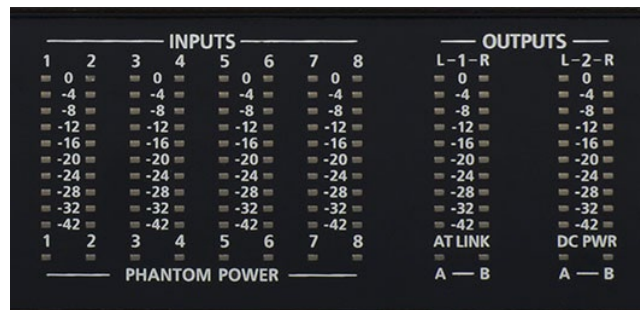 INPUTS OUTPUTS
1 2 3 4 5 6 7 8 L-1-R L-2-R
0 0 0 0 0 0
-4 -4 -4 -4 -4 -4
-8 -8 -8 -8 -8 -8
-12 -12 -12 -12 -12 -12
-16 -16 -16 -16 -16 -16
-20 -20 -20 -20 -20 -20
-24 -24 -24 -24 -24 -24
-28 -28 -28 -28 -28 -28
-32 -32 -32 -32 -32 -32
-42 -42 -42 -42 -42 -42
1 2 3 4 5 6 7 8 AT LINK DC PWR
PHANTOM POWER A — B A — B